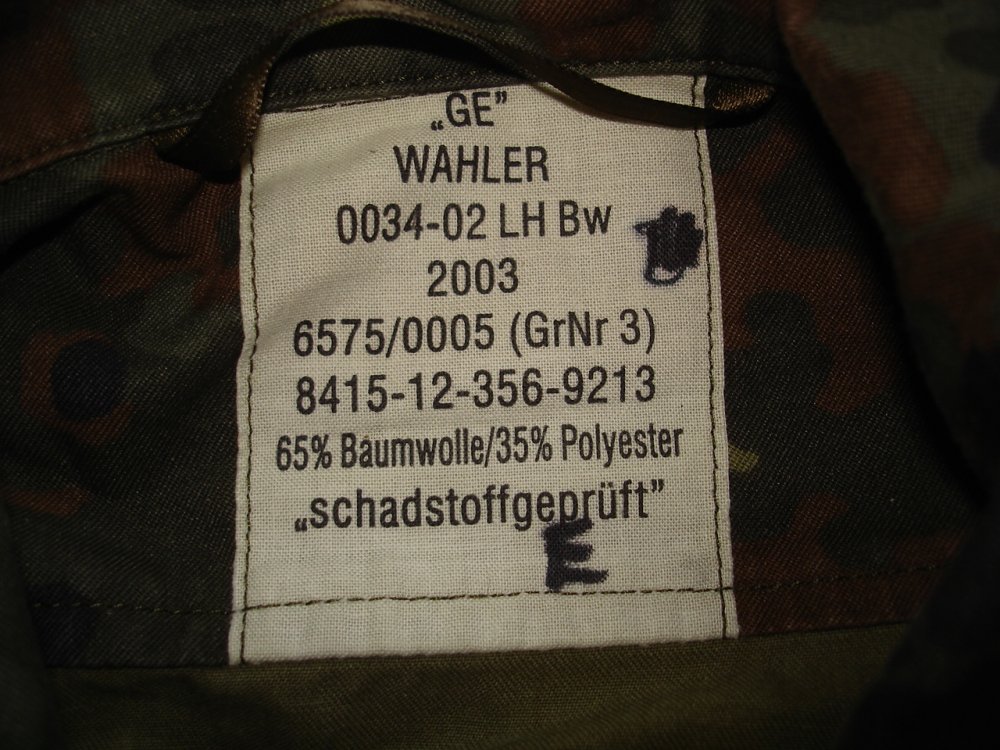 „GE”
WAHLER
0034-02 LH Bw
2003
6575/0005 (GrNr 3)
8415-12-356-9213
65% Baumwolle/35% Polyester
„schadstoffgeprüft”
E